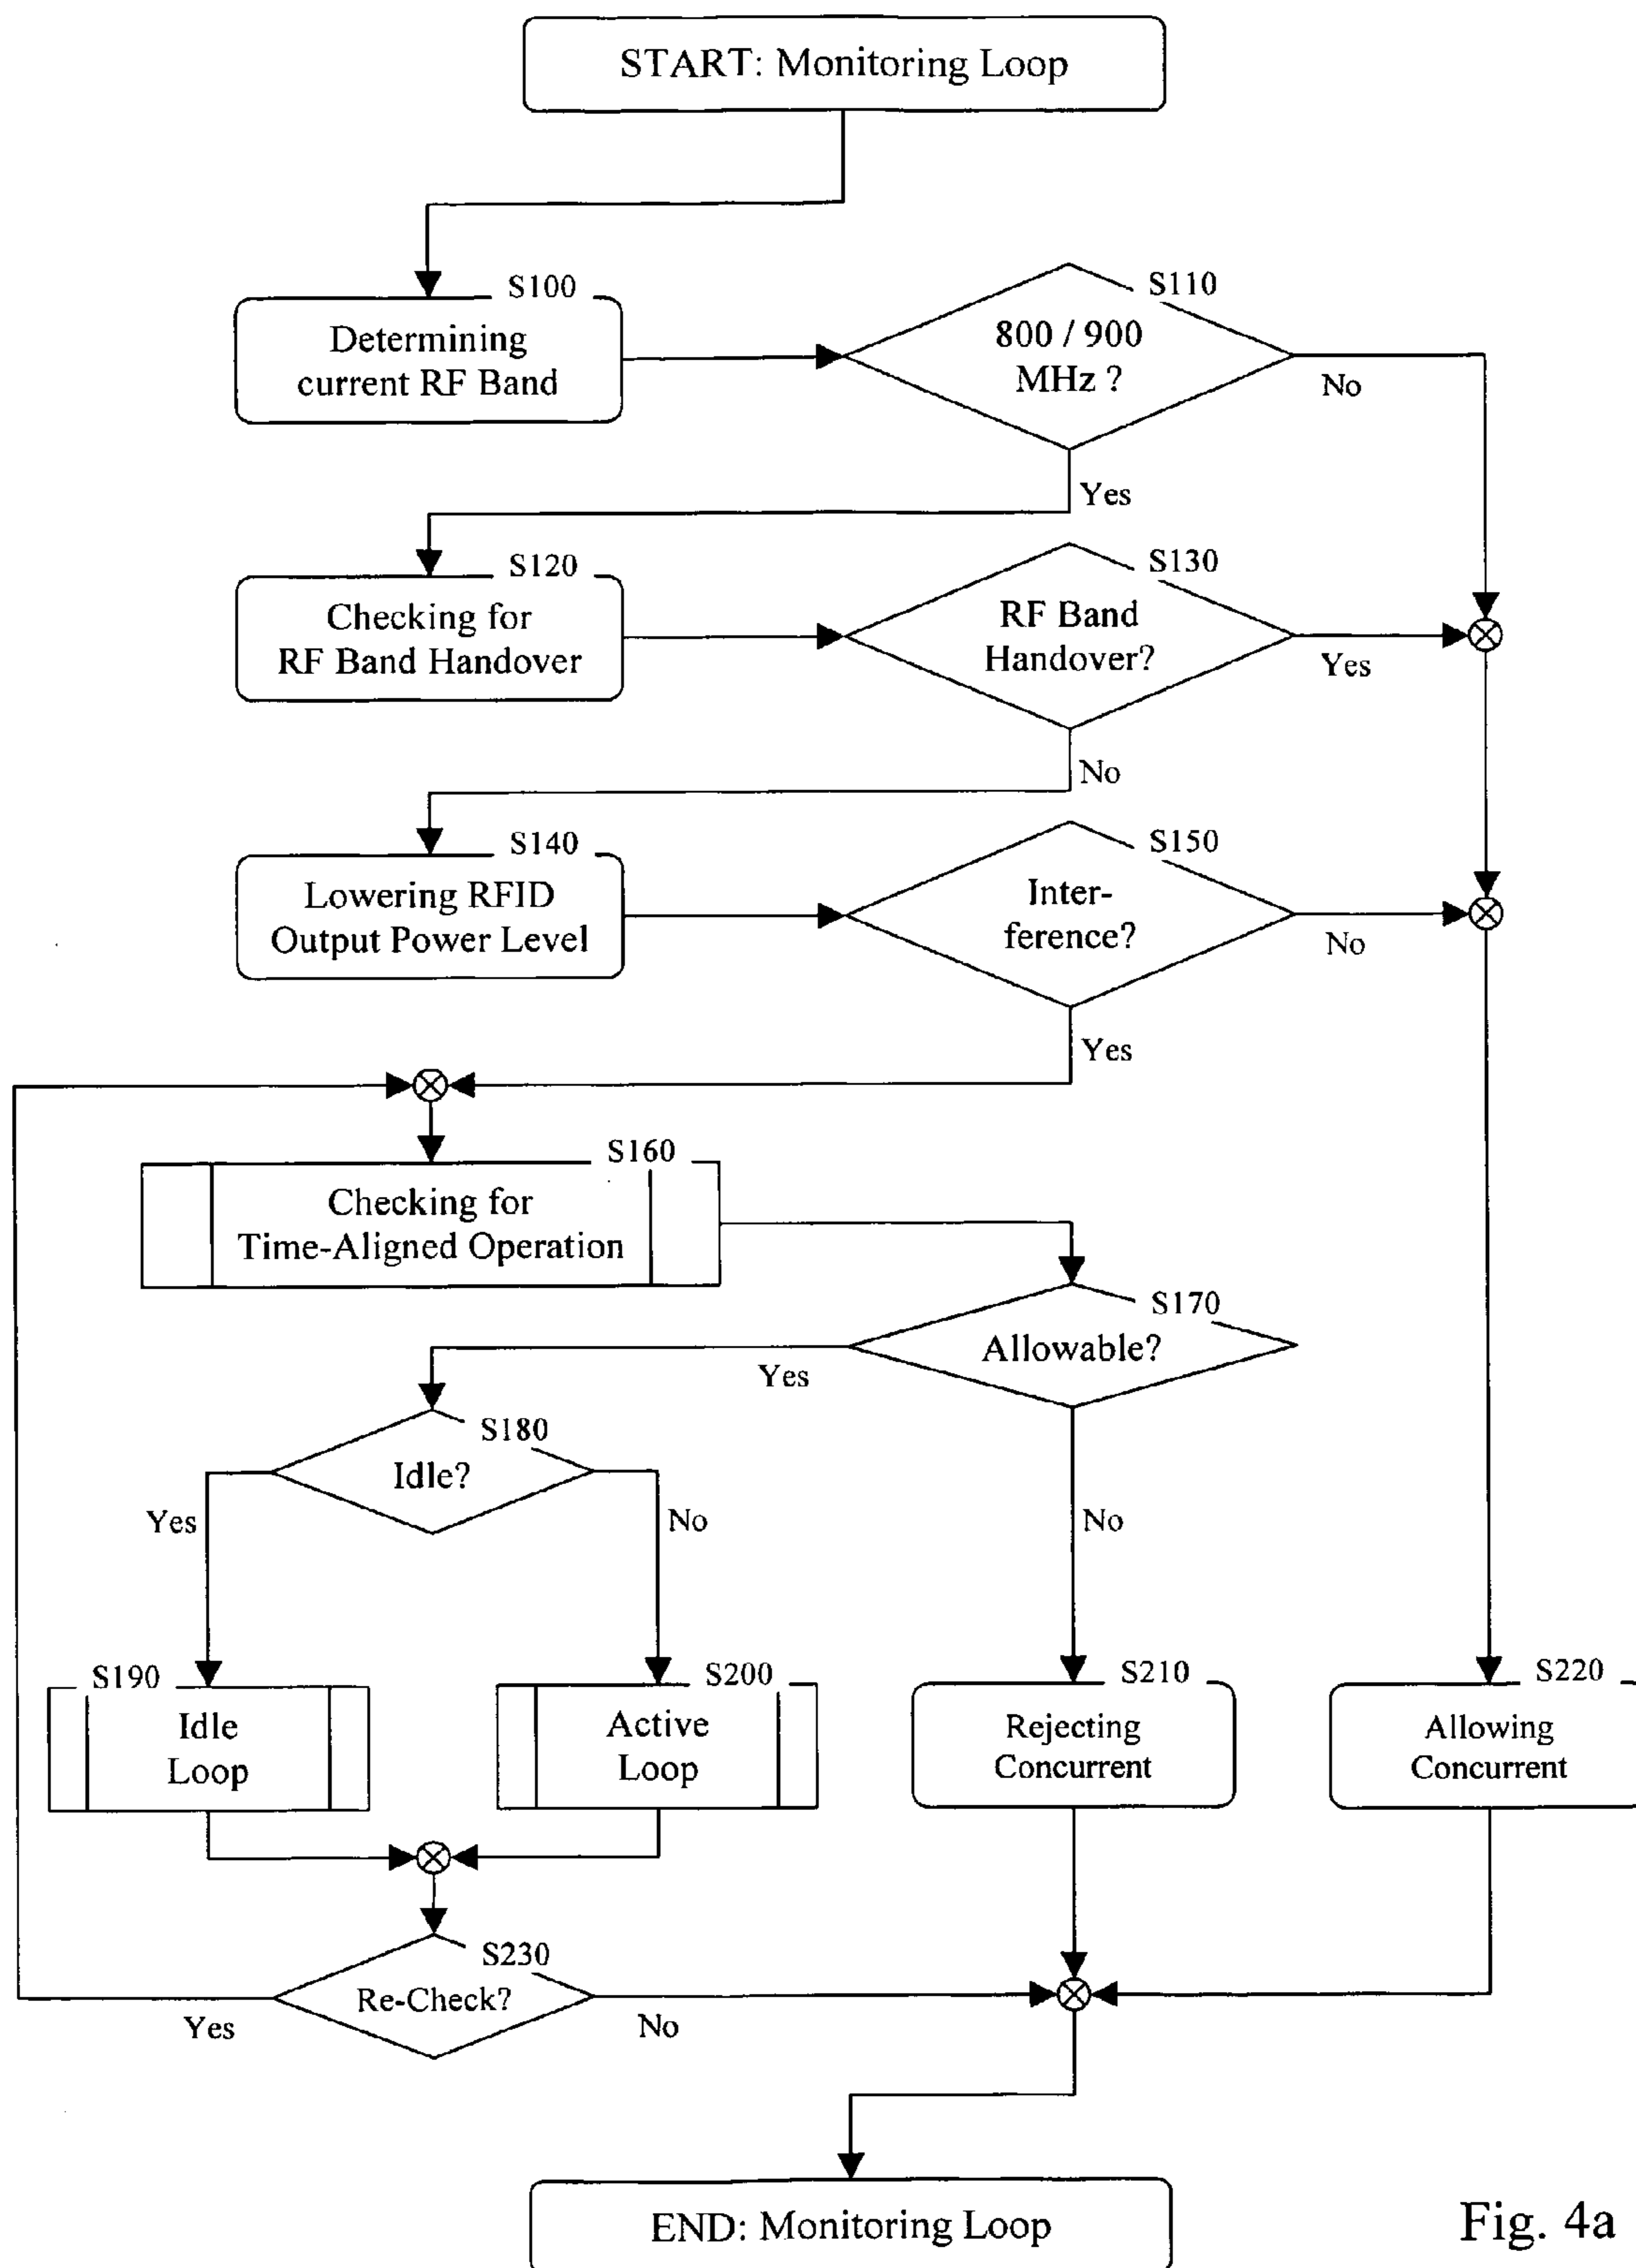 START: Monitoring Loop
S100
Determining
current RF Band
S110
800 / 900
MHz ?
No
Yes
S120
Checking for
RF Band Handover
S130
RF Band
Handover?
Yes
No
S140
Lowering RFID
Output Power Level
S150
Inter-
ference?
No
Yes
S160
Checking for
Time-Aligned Operation
S170
Allowable?
Yes
No
S180
Idle?
Yes
No
S190
Idle
Loop
S200
Active
Loop
S210
Rejecting
Concurrent
S220
Allowing
Concurrent
S230
Re-Check?
Yes
No
END: Monitoring Loop
Fig. 4a